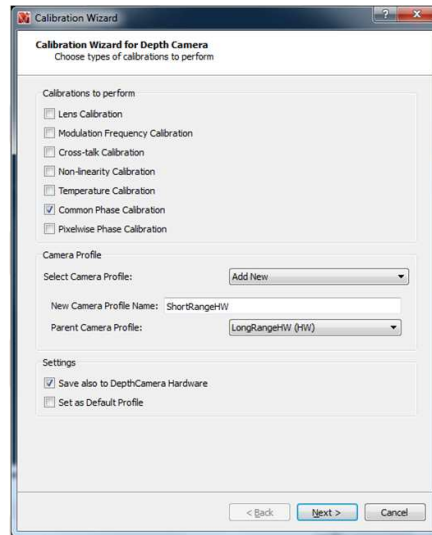 Calibration Wizard
Calibration Wizard for Depth Camera
Choose types of calibrations to perform
Calibrations to perform
Lens Calibration
Modulation Frequency Calibration
Cross-talk Calibration
Non-linearity Calibration
Temperature Calibration
Common Phase Calibration
Pixelwise Phase Calibration
Camera Profile
Select Camera Profile: Add New
New Camera Profile Name: ShortRangeHW
Parent Camera Profile: LongRangeHW (HW)
Settings
Save also to DepthCamera Hardware
Set as Default Profile
< Back Next > Cancel